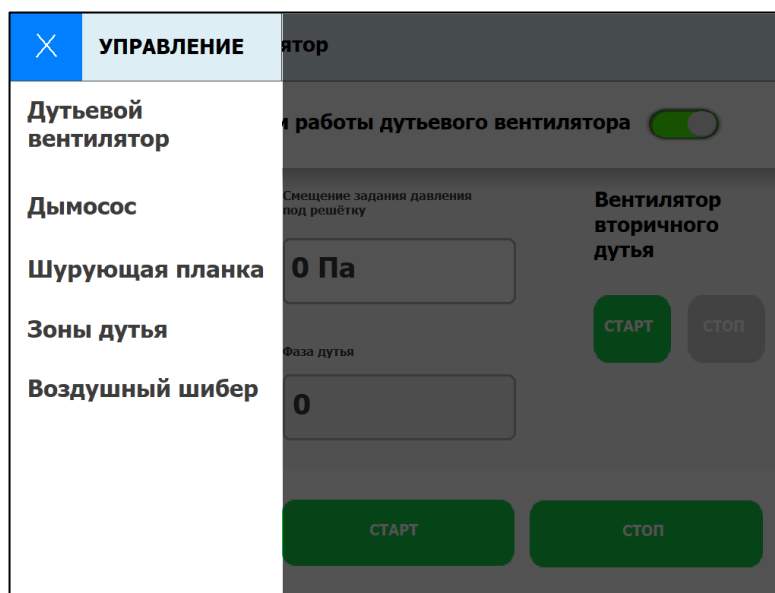 УПРАВЛЕНИЕ
ятор
Дутьевой
вентилятор
Дымосос
Шурующая планка
Зоны дутья
Воздушный шибер
работы дутьевого вентилятора
Смещение задания давления
под решётку
0 Па
Фаза дутья
0
Вентилятор
вторичного
дутья
СТАРТ
СТОП
СТАРТ
СТОП